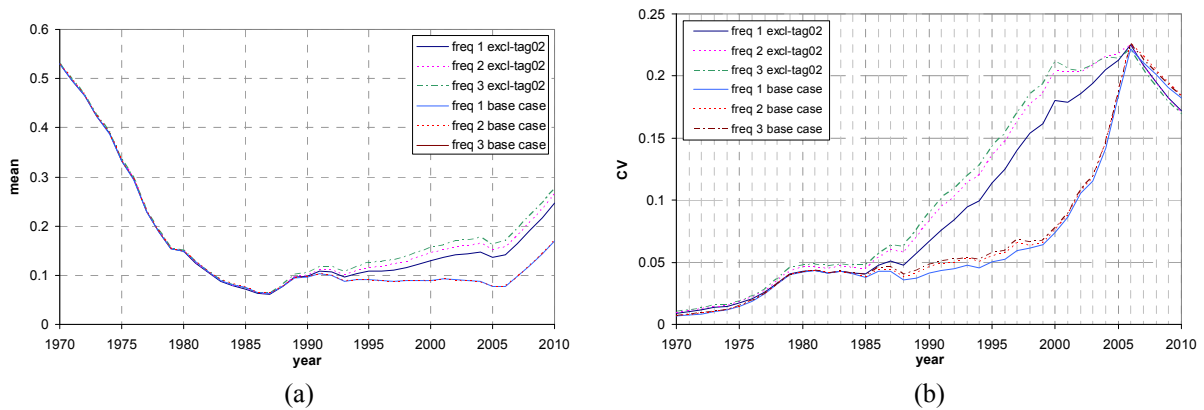 0.6
0.5
0.4
0.3
0.2
0.1
0
mean
1970 1975 1980 1985 1990 1995 2000 2005 2010
year
freq 1 excl-tag02
freq 2 excl-tag02
freq 3 excl-tag02
freq 1 base case
freq 2 base case
freq 3 base case
(a)
0.25
0.2
0.15
0.1
0.05
0
CV
1970 1975 1980 1985 1990 1995 2000 2005 2010
year
freq 1 excl-tag02
freq 2 excl-tag02
freq 3 excl-tag02
freq 1 base case
freq 2 base case
freq 3 base case
(b)